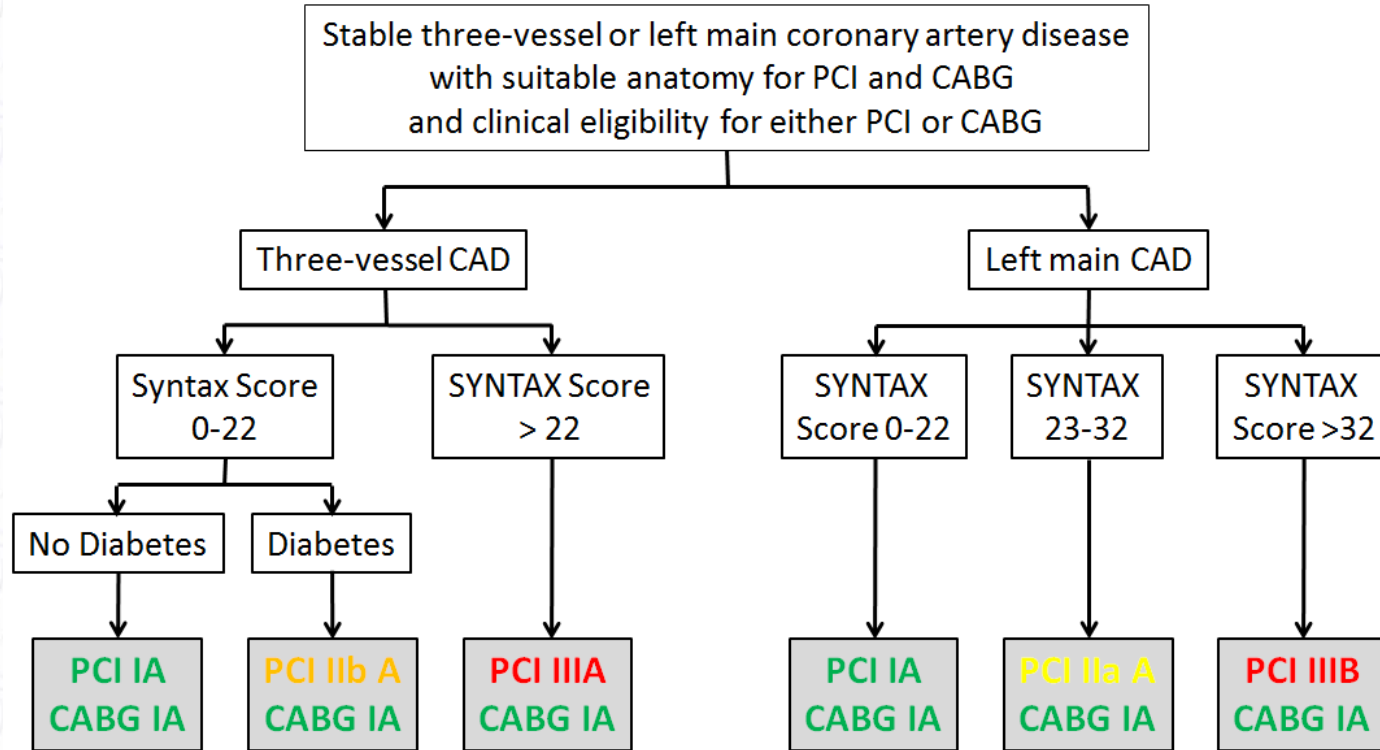 Stable three-vessel or left main coronary artery disease
with suitable anatomy for PCI and CABG
and clinical eligibility for either PCI or CABG
Three-vessel CAD
Left main CAD
Syntax Score
0-22
SYNTAX Score
> 22
SYNTAX
Score 0-22
SYNTAX
23-32
SYNTAX
Score >32
No Diabetes
Diabetes
PCI IA
CABG IA
PCI IIb A
CABG IA
PCI IIIA
CABG IA
PCI IA
CABG IA
PCI IIa A
CABG IA
PCI IIIB
CABG IA